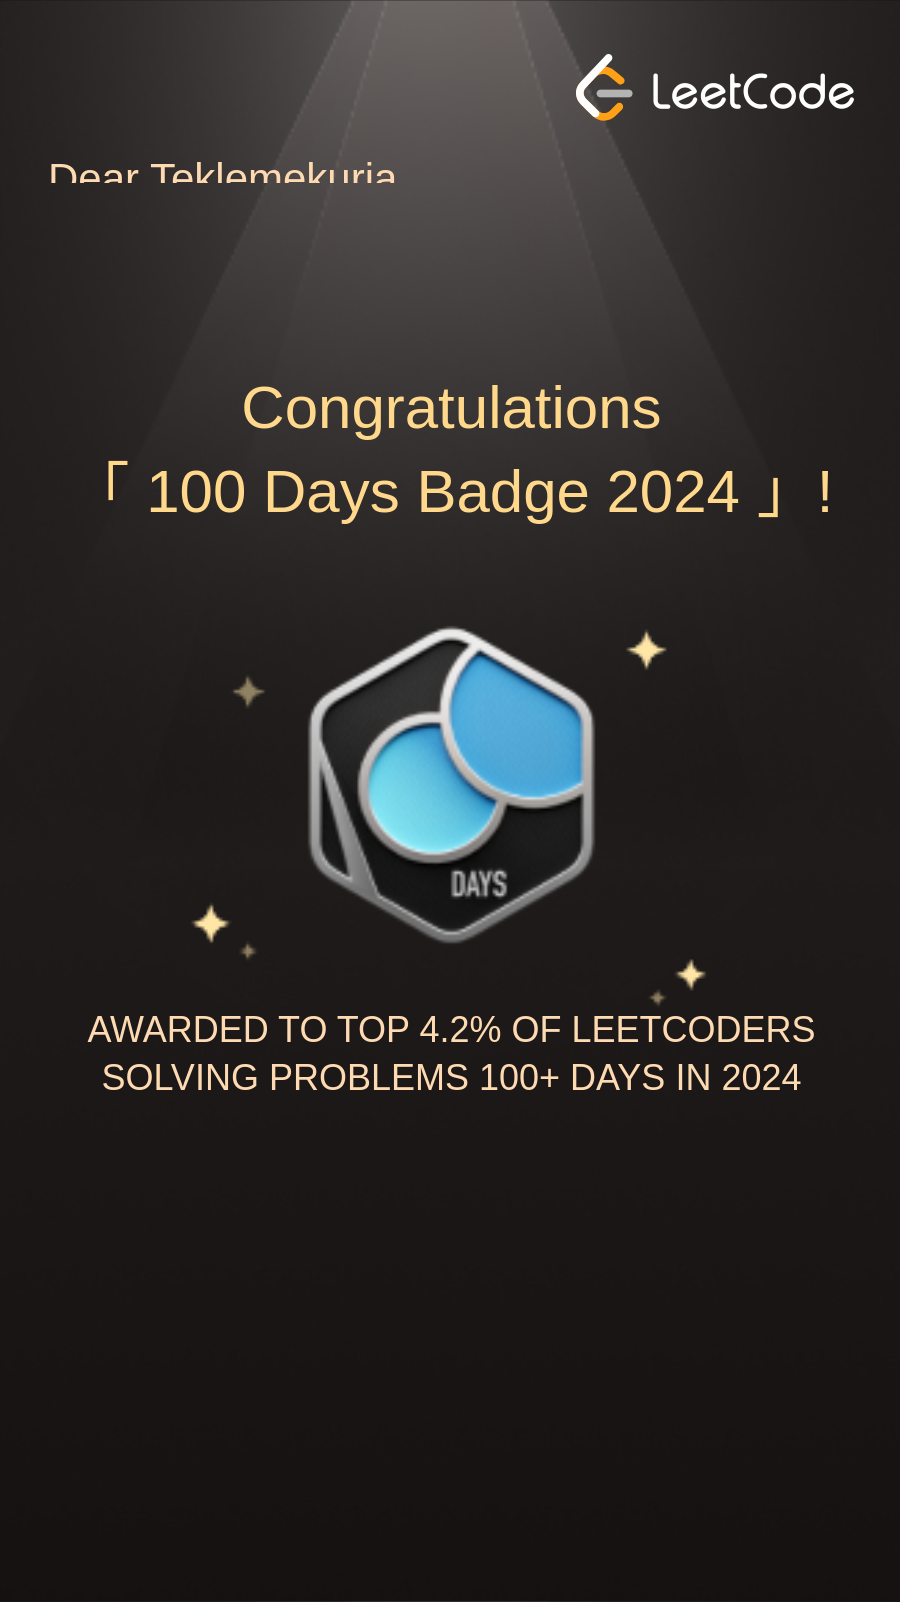 LeetCode
Dear Teklemekuria
Congratulations
「 100 Days Badge 2024 」!
DAYS
AWARDED TO TOP 4.2% OF LEETCODERS
SOLVING PROBLEMS 100+ DAYS IN 2024